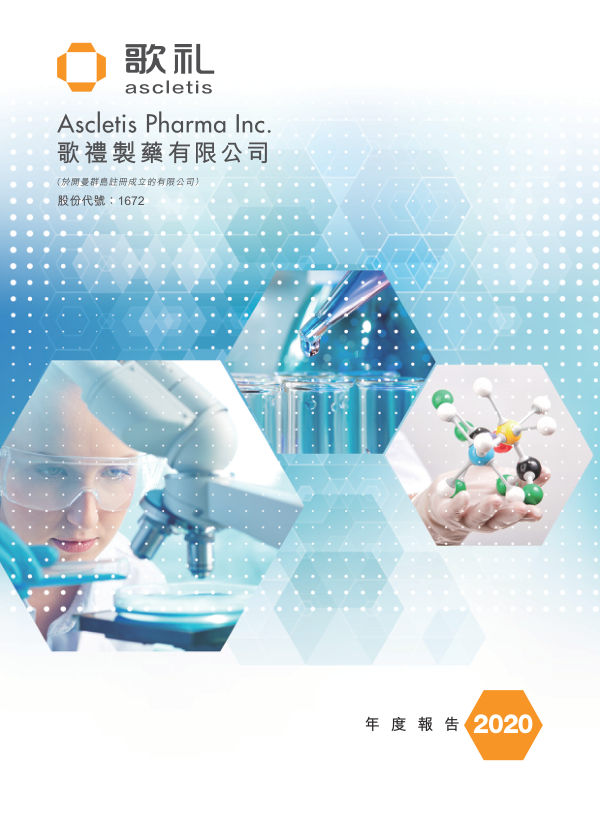 歌礼
ascletis
Ascletis Pharma Inc.
歌禮製藥有限公司
(於開曼群島註冊成立的有限公司)
股份代號：1672
年度報告 2020